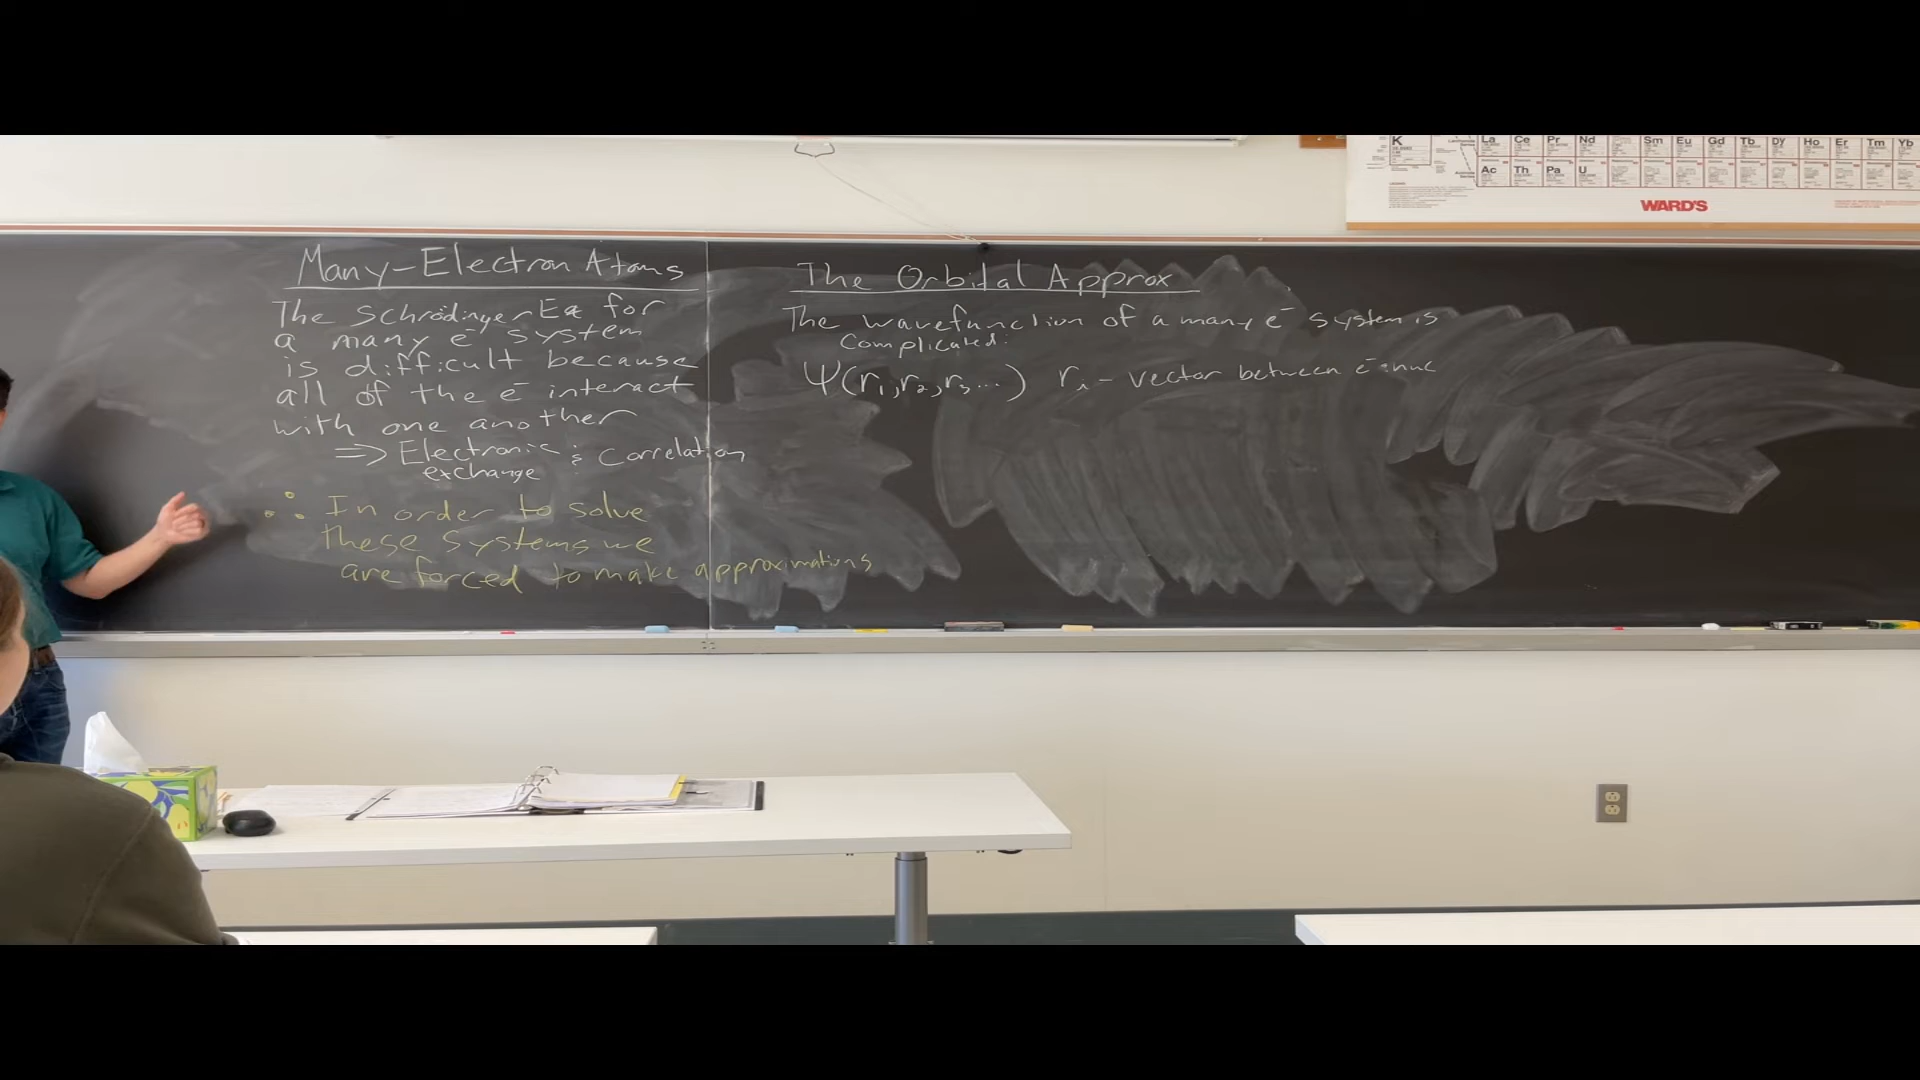 Many-Electron Atoms
The Schrödinger Eq for
a many e⁻ system
is difficult because
all of the e⁻ interact
with one another
=> Electronic & Correlation
exchange
∴ In order to solve
these systems we
are forced to make approximations
The Orbital Approx
The wavefunction of a many e⁻ system is
complicated:
Ψ(r₁,r₂,r₃...) rᵢ - vector between e⁻ nuc
K
La Ce Pr Nd Sm Eu Gd Tb Dy Ho Er Tm Yb
Ac Th Pa U
WARD'S